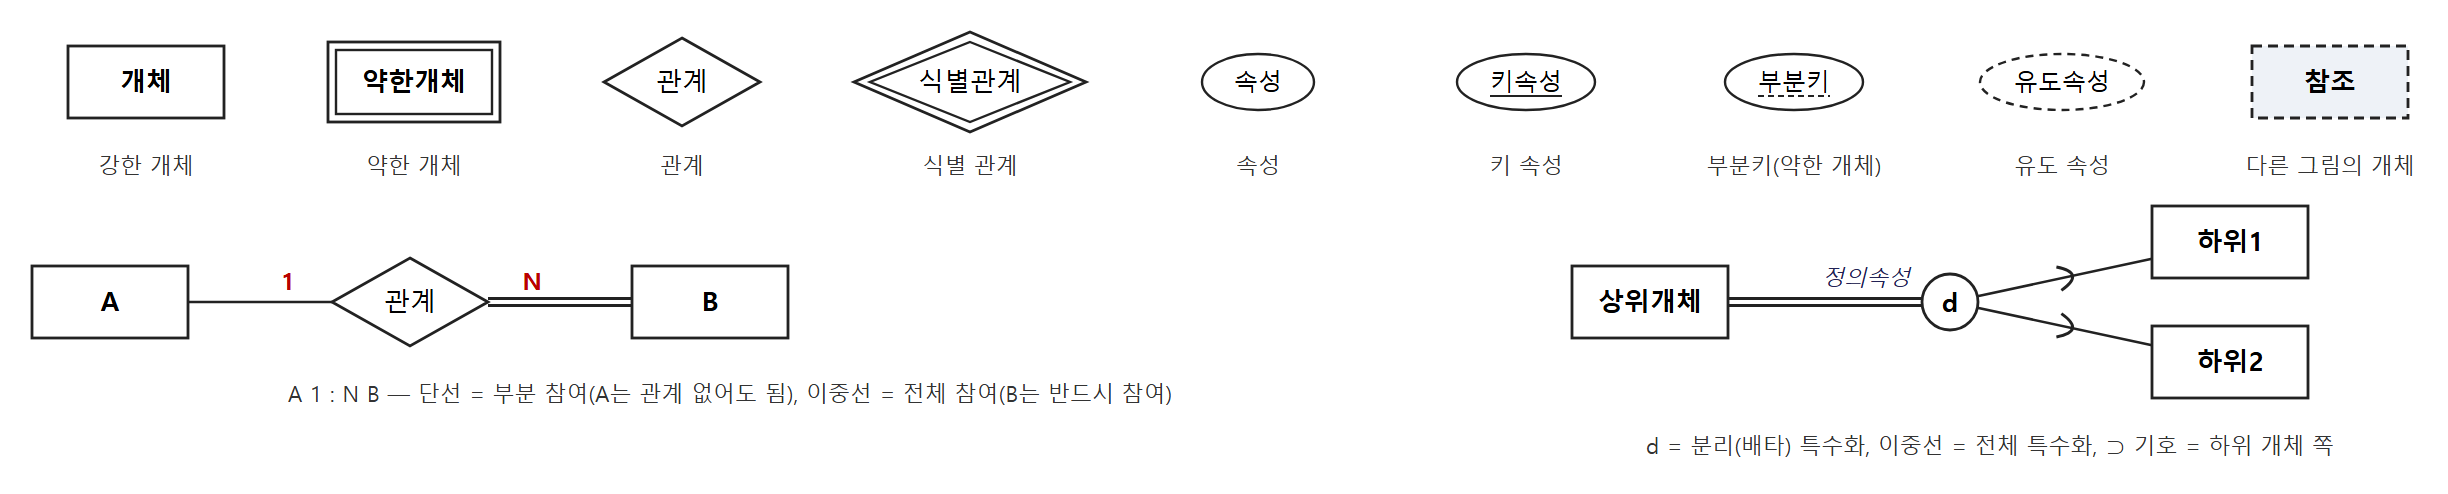 개체
약한개체
관계
식별관계
속성
키속성
부분키
유도속성
참조
강한 개체
약한 개체
관계
식별 관계
속성
키 속성
부분키(약한 개체)
유도 속성
다른 그림의 개체
A
1
관계
N
B
상위개체
정의속성
d
하위1
하위2
A 1 : N B — 단선 = 부분 참여(A는 관계 없어도 됨), 이중선 = 전체 참여(B는 반드시 참여)
d = 분리(배타) 특수화, 이중선 = 전체 특수화, ⊃ 기호 = 하위 개체 쪽